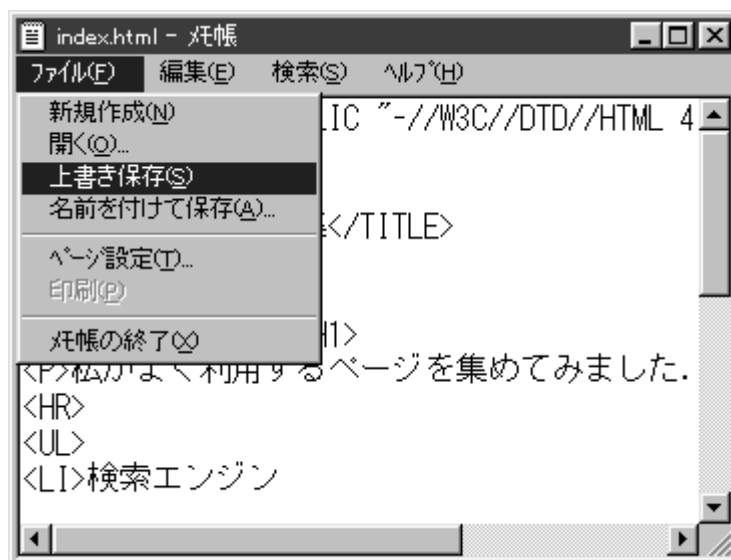 index.html - メモ帳
ファイル(F) 編集(E) 検索(S) ヘルプ(H)
新規作成(N)
開く(O)...
上書き保存(S)
名前を付けて保存(A)...
ページ設定(T)...
印刷(P)
メモ帳の終了(X)
LIC "-//W3C//DTD//HTML 4
</TITLE>
H1>
<P>私がよく利用するページを集めてみました.
<HR>
<UL>
<LI>検索エンジン